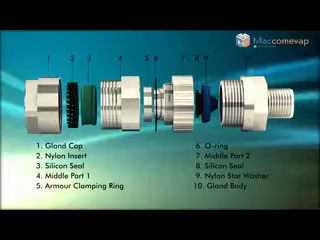 Maccomevap
1 2 3 4 5 6 7 8 9 10
1. Gland Cap
2. Nylon Insert
3. Silicon Seal
4. Middle Part 1
5. Armour Clamping Ring
6. O-ring
7. Middle Part 2
8. Silicon Seal
9. Nylon Star Washer
10. Gland Body